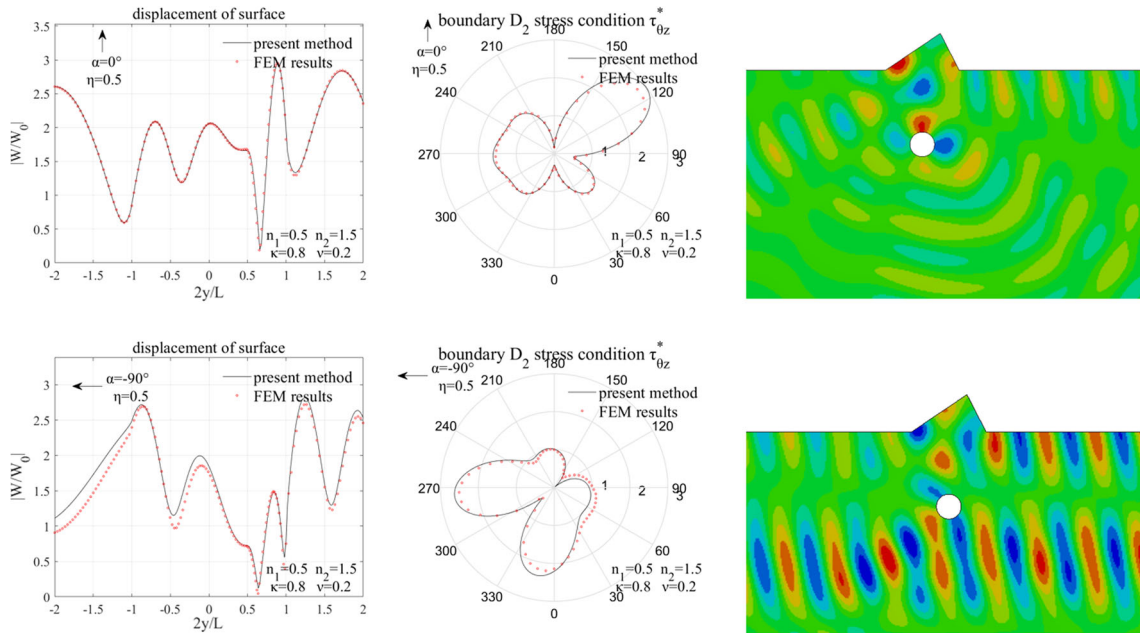 displacement of surface
3.5
3
2.5
2
1.5
1
0.5
0
-2 -1.5 -1 -0.5 0 0.5 1 1.5 2
|W/W0|
2y/L
α=0°
η=0.5
present method
FEM results
n1=0.5 n2=1.5
κ=0.8 ν=0.2
boundary D2 stress condition τ*θz
α=0°
η=0.5
present method
FEM results
180
210 150
240 120
270 1 2 3 90
300 60
330 30
0
n1=0.5 n2=1.5
κ=0.8 ν=0.2
displacement of surface
3
2.5
2
1.5
1
0.5
0
-2 -1.5 -1 -0.5 0 0.5 1 1.5 2
|W/W0|
2y/L
α=-90°
η=0.5
present method
FEM results
n1=0.5 n2=1.5
κ=0.8 ν=0.2
boundary D2 stress condition τ*θz
α=-90°
η=0.5
present method
FEM results
180
210 150
240 120
270 1 2 3 90
300 60
330 30
0
n1=0.5 n2=1.5
κ=0.8 ν=0.2